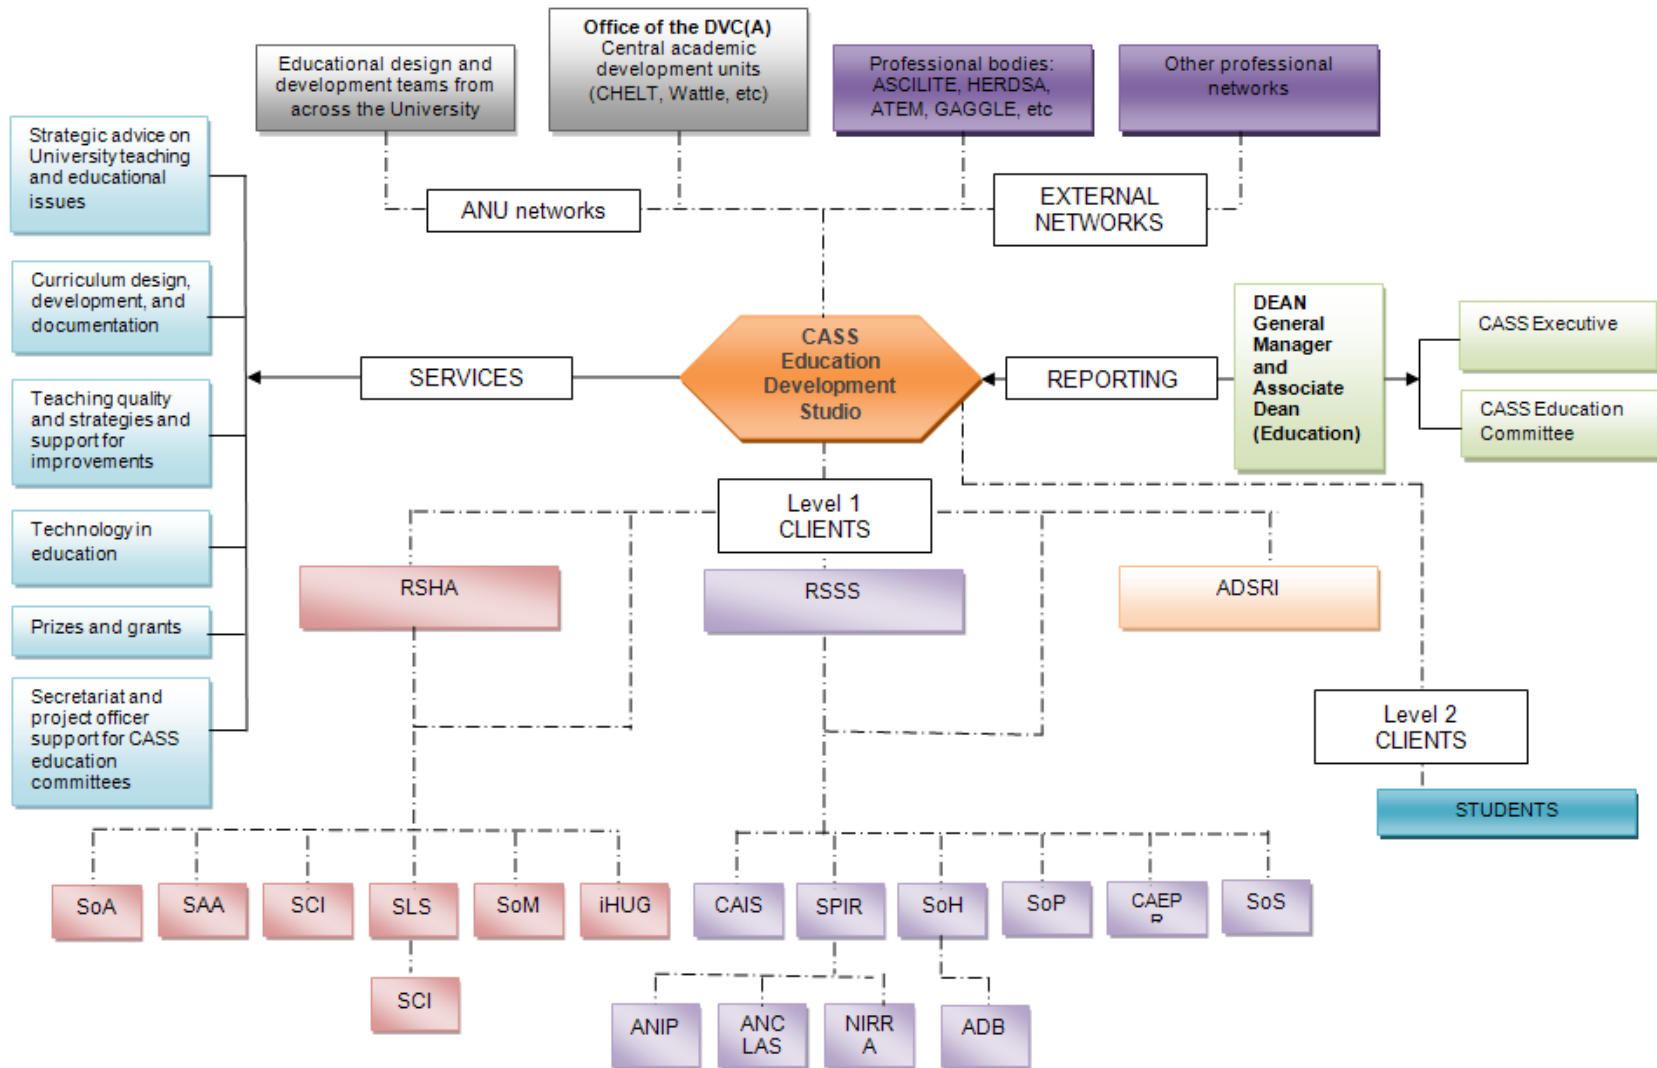 Office of the DVC(A)
Central academic
development units
(CHELT, Wattle, etc)
Educational design and
development teams from
across the University
Professional bodies:
ASCILITE, HERDSA,
ATEM, GAGGLE, etc
Other professional
networks
Strategic advice on
University teaching
and educational
issues
ANU networks
EXTERNAL
NETWORKS
Curriculum design,
development, and
documentation
CASS
Education
Development
Studio
SERVICES
REPORTING
DEAN
General
Manager
and
Associate
Dean
(Education)
CASS Executive
CASS Education
Committee
Teaching quality
and strategies and
support for
improvements
Level 1
CLIENTS
Technology in
education
RSHA
RSSS
ADSRI
Prizes and grants
Secretariat and
project officer
support for CASS
education
committees
Level 2
CLIENTS
STUDENTS
SoA
SAA
SCI
SLS
SoM
iHUG
CAIS
SPIR
SoH
SoP
CAEP
R
SoS
SCI
ANIP
ANC
LAS
NIRR
A
ADB